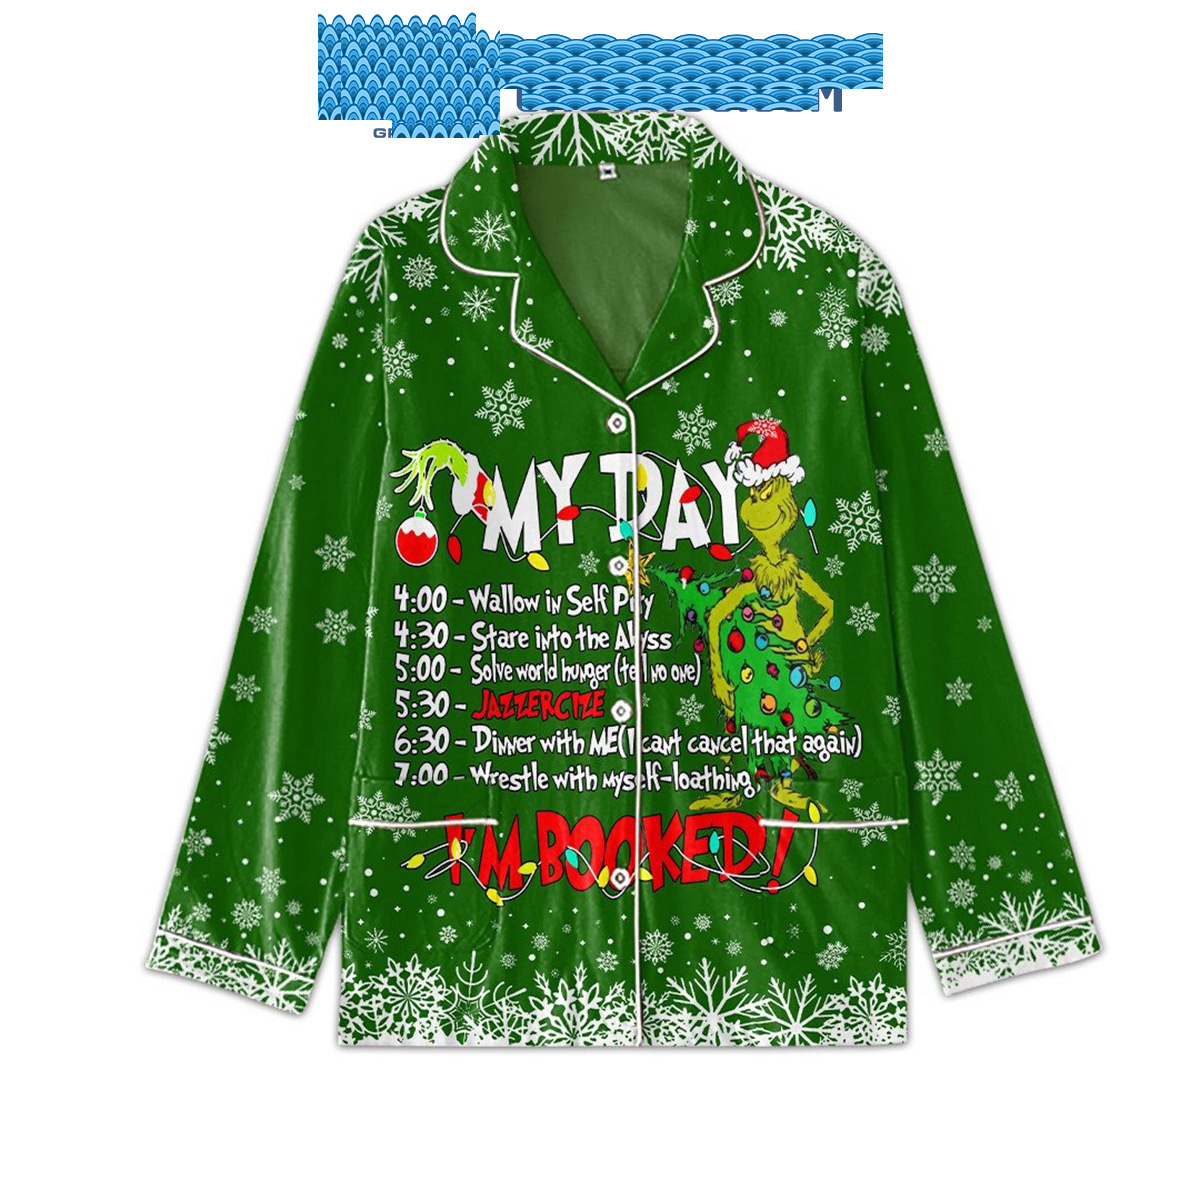 MY DAY
4:00 - Wallow in Self Pity
4:30 - Stare into the Abyss
5:00 - Solve world hunger (tell no one)
5:30 - JAZZERCIZE
6:30 - Dinner with ME(I cant cancel that again)
7:00 - Wrestle with myself-loathing
I'M BOOKED!